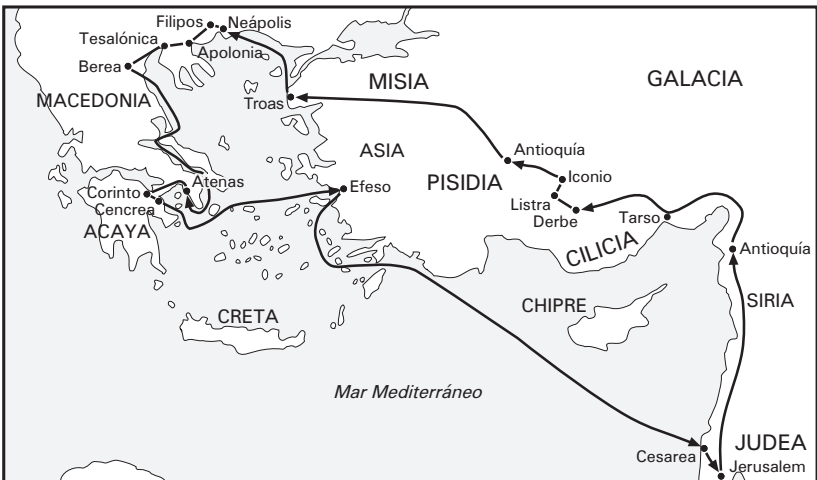 Filipos
Neápolis
Tesalónica
Apolonia
Berea
MISIA
GALACIA
MACEDONIA
Troas
ASIA
Antioquía
Iconio
PISIDIA
Atenas
Efeso
Corinto
Cencrea
Listra
Derbe
Tarso
ACAYA
CILICIA
Antioquía
CHIPRE
SIRIA
CRETA
Mar Mediterráneo
JUDEA
Cesarea
Jerusalem